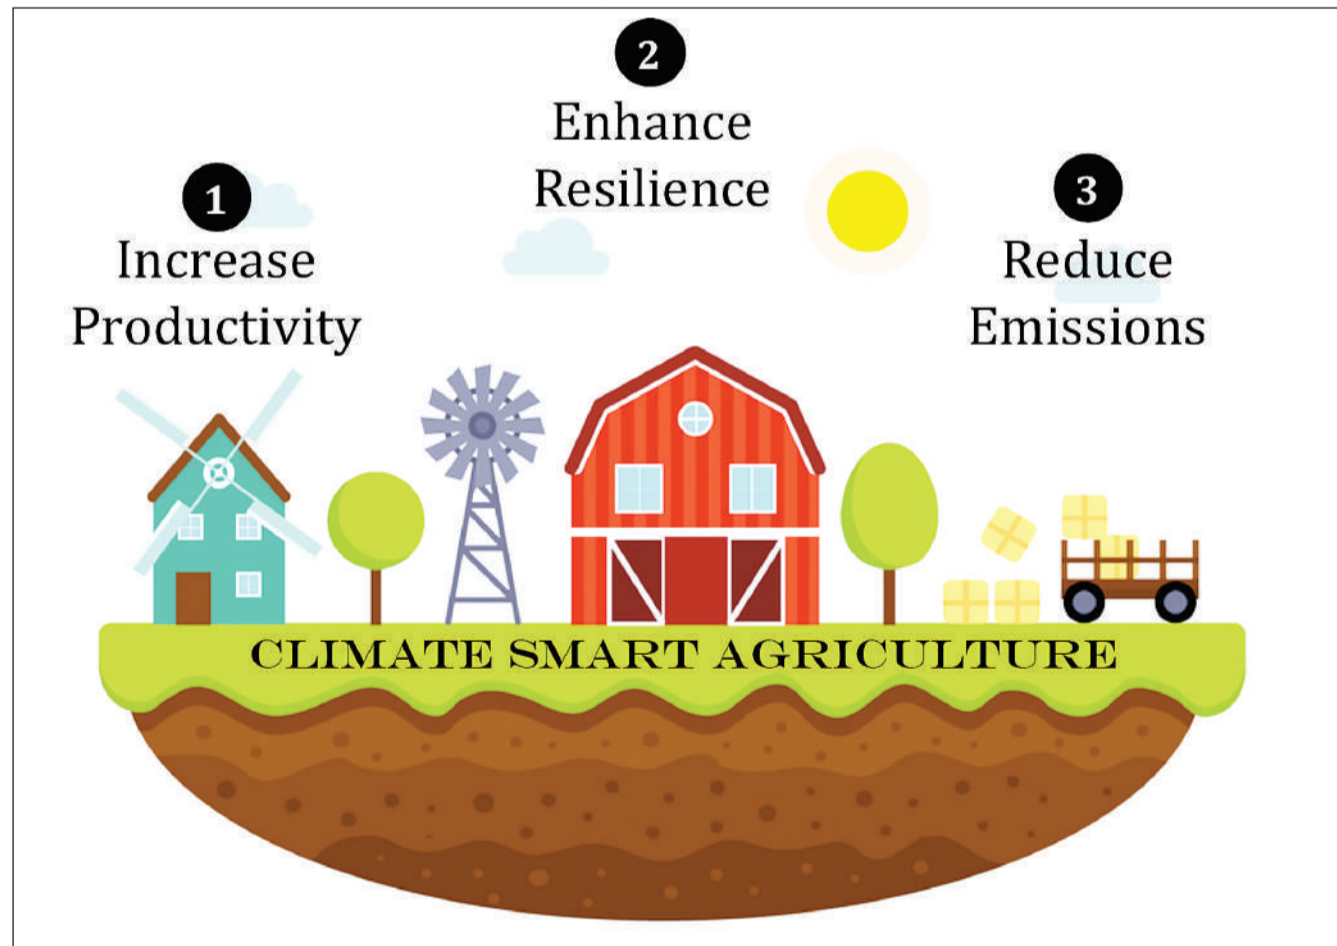 1
Increase
Productivity
2
Enhance
Resilience
3
Reduce
Emissions
CLIMATE SMART AGRICULTURE